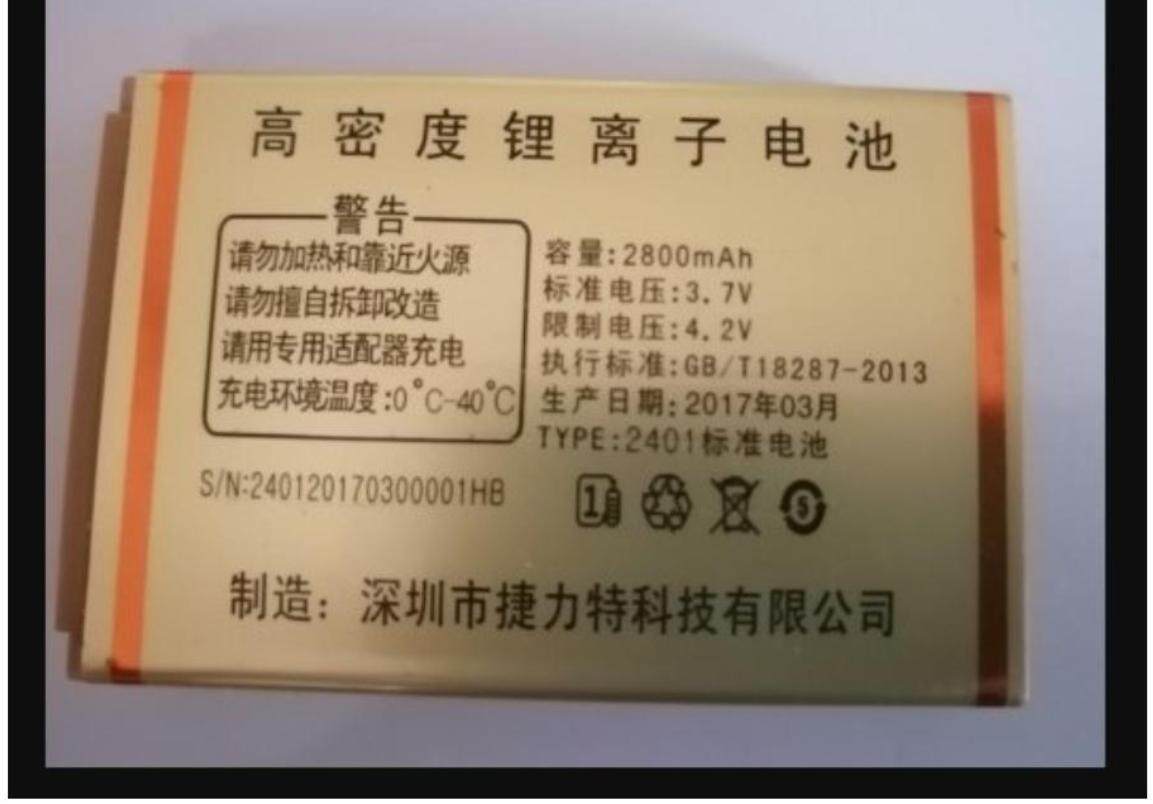 高密度锂离子电池
警告
请勿加热和靠近火源
请勿擅自拆卸改造
请用专用适配器充电
充电环境温度:0°C-40°C
容量:2800mAh
标准电压:3.7V
限制电压:4.2V
执行标准:GB/T18287-2013
生产日期:2017年03月
TYPE:2401标准电池
S/N:240120170300001HB
1
5
制造：深圳市捷力特科技有限公司